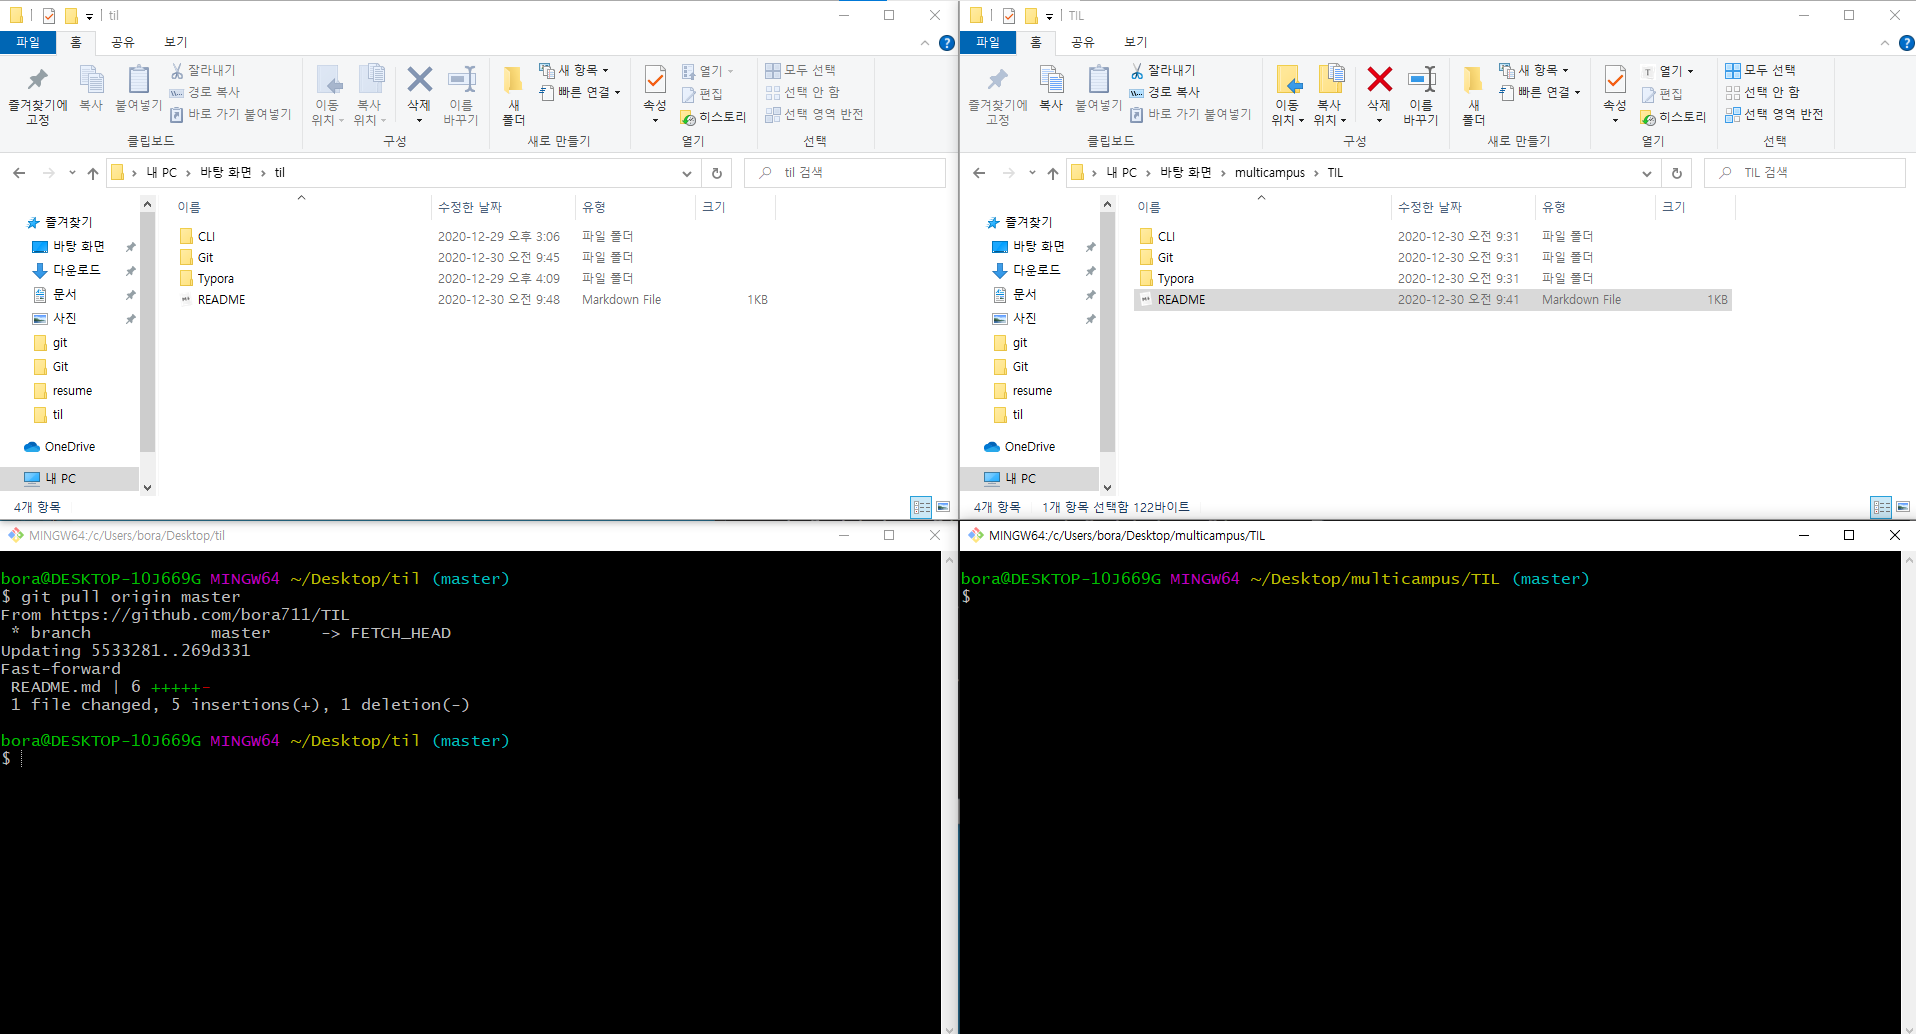 til
파일 홈 공유 보기
즐겨찾기에 고정
복사
붙여넣기
잘라내기
경로 복사
바로 가기 붙여넣기
클립보드
이동 위치
복사 위치
삭제
이름 바꾸기
구성
새 폴더
새 항목
빠른 연결
새로 만들기
속성
열기
편집
히스토리
열기
모두 선택
선택 안 함
선택 영역 반전
선택
내 PC > 바탕 화면 > til
til 검색
이름 수정한 날짜 유형 크기
CLI 2020-12-29 오후 3:06 파일 폴더
Git 2020-12-30 오전 9:45 파일 폴더
Typora 2020-12-29 오후 4:09 파일 폴더
README 2020-12-30 오전 9:48 Markdown File 1KB
즐겨찾기
바탕 화면
다운로드
문서
사진
git
Git
resume
til
OneDrive
내 PC
4개 항목
TIL
파일 홈 공유 보기
즐겨찾기에 고정
복사
붙여넣기
잘라내기
경로 복사
바로 가기 붙여넣기
클립보드
이동 위치
복사 위치
삭제
이름 바꾸기
구성
새 폴더
새 항목
빠른 연결
새로 만들기
속성
열기
편집
히스토리
열기
모두 선택
선택 안 함
선택 영역 반전
선택
내 PC > 바탕 화면 > multicampus > TIL
TIL 검색
이름 수정한 날짜 유형 크기
CLI 2020-12-30 오전 9:31 파일 폴더
Git 2020-12-30 오전 9:31 파일 폴더
Typora 2020-12-30 오전 9:31 파일 폴더
README 2020-12-30 오전 9:41 Markdown File 1KB
즐겨찾기
바탕 화면
다운로드
문서
사진
git
Git
resume
til
OneDrive
내 PC
4개 항목 1개 항목 선택함 122바이트
MINGW64:/c/Users/bora/Desktop/til
bora@DESKTOP-1OJ669G MINGW64 ~/Desktop/til (master)
$ git pull origin master
From https://github.com/bora711/TIL
* branch master -> FETCH_HEAD
Updating 5533281..269d331
Fast-forward
README.md | 6 +++++-
1 file changed, 5 insertions(+), 1 deletion(-)
bora@DESKTOP-1OJ669G MINGW64 ~/Desktop/til (master)
$
MINGW64:/c/Users/bora/Desktop/multicampus/TIL
bora@DESKTOP-1OJ669G MINGW64 ~/Desktop/multicampus/TIL (master)
$